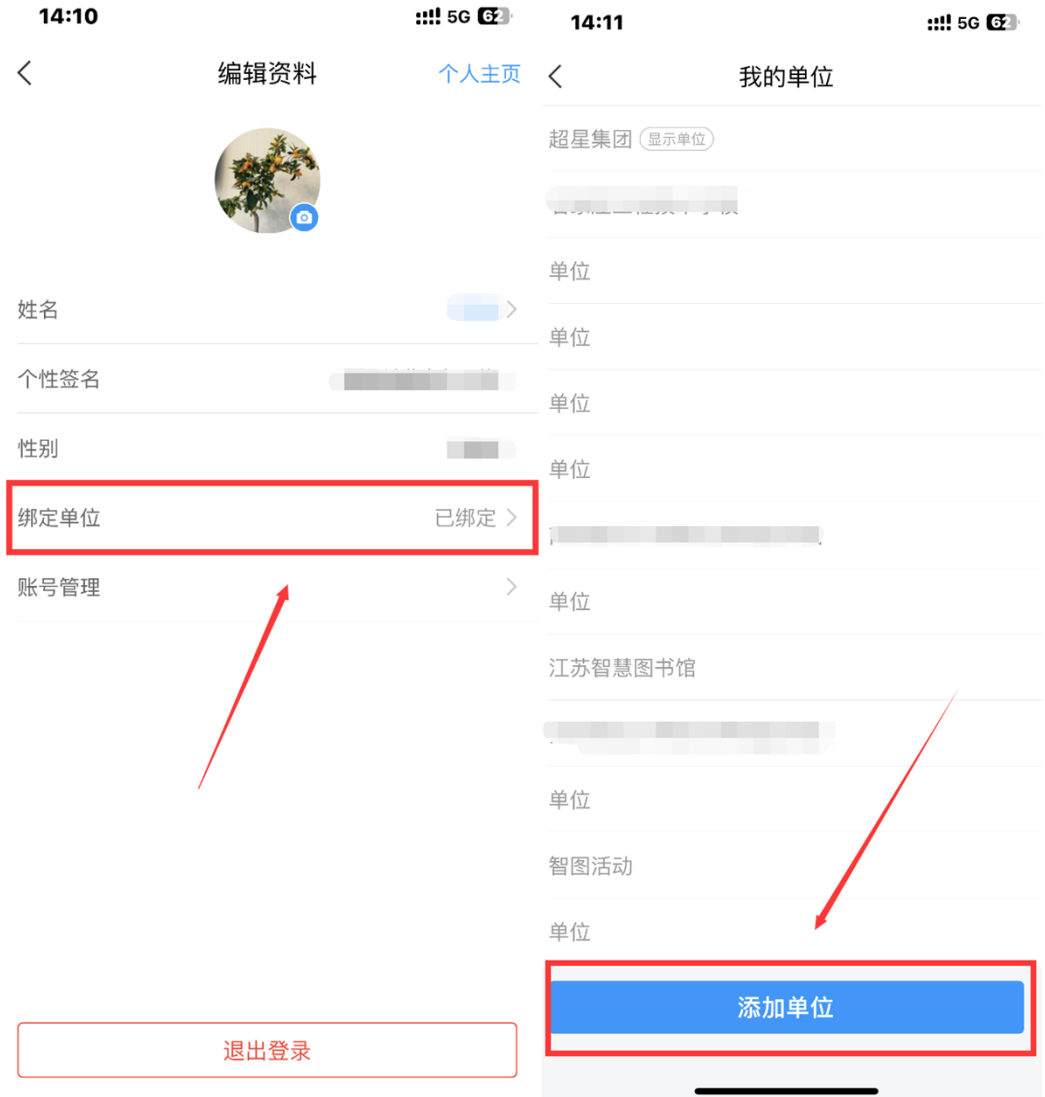 14:10
5G 62
编辑资料
个人主页
姓名
个性签名
性别
绑定单位
已绑定
账号管理
退出登录
14:11
5G 62
我的单位
超星集团 显示单位
单位
单位
单位
单位
单位
江苏智慧图书馆
单位
智图活动
单位
添加单位